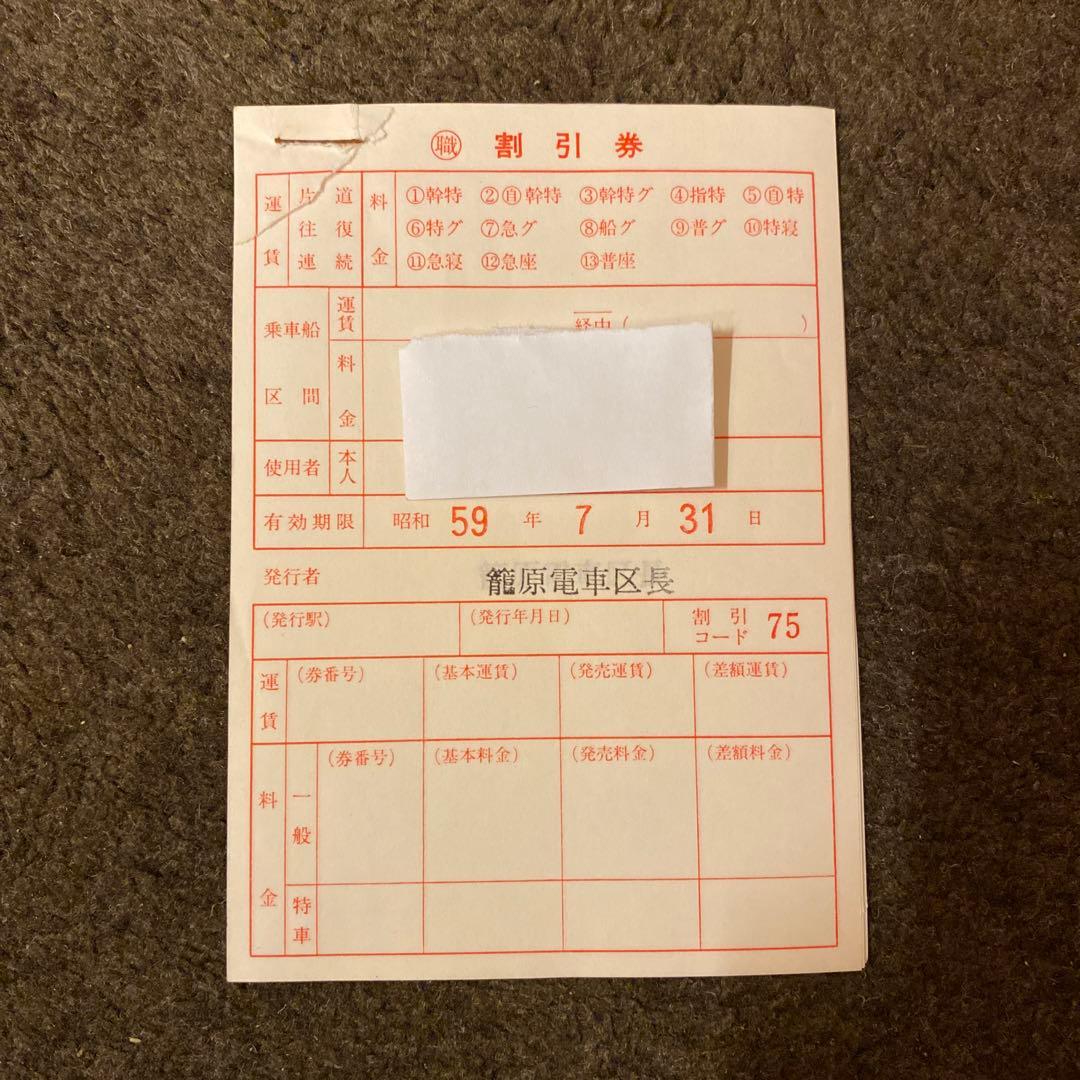 ㊙職 割引券
運賃 片道 往復 連続 料金 ①幹特 ②自幹特 ③幹特グ ④指特 ⑤自特
⑥特グ ⑦急グ ⑧船グ ⑨普グ ⑩特寝
⑪急寝 ⑫急座 ⑬普座
乗車船区間 運賃 経由 ( )
料金
使用者 本人
有効期限 昭和 59 年 7 月 31 日
発行者 籠原電車区長
(発行駅) (発行年月日) 割引コード 75
運賃 (券番号) (基本運賃) (発売運賃) (差額運賃)
料金 一般 (券番号) (基本料金) (発売料金) (差額料金)
特車